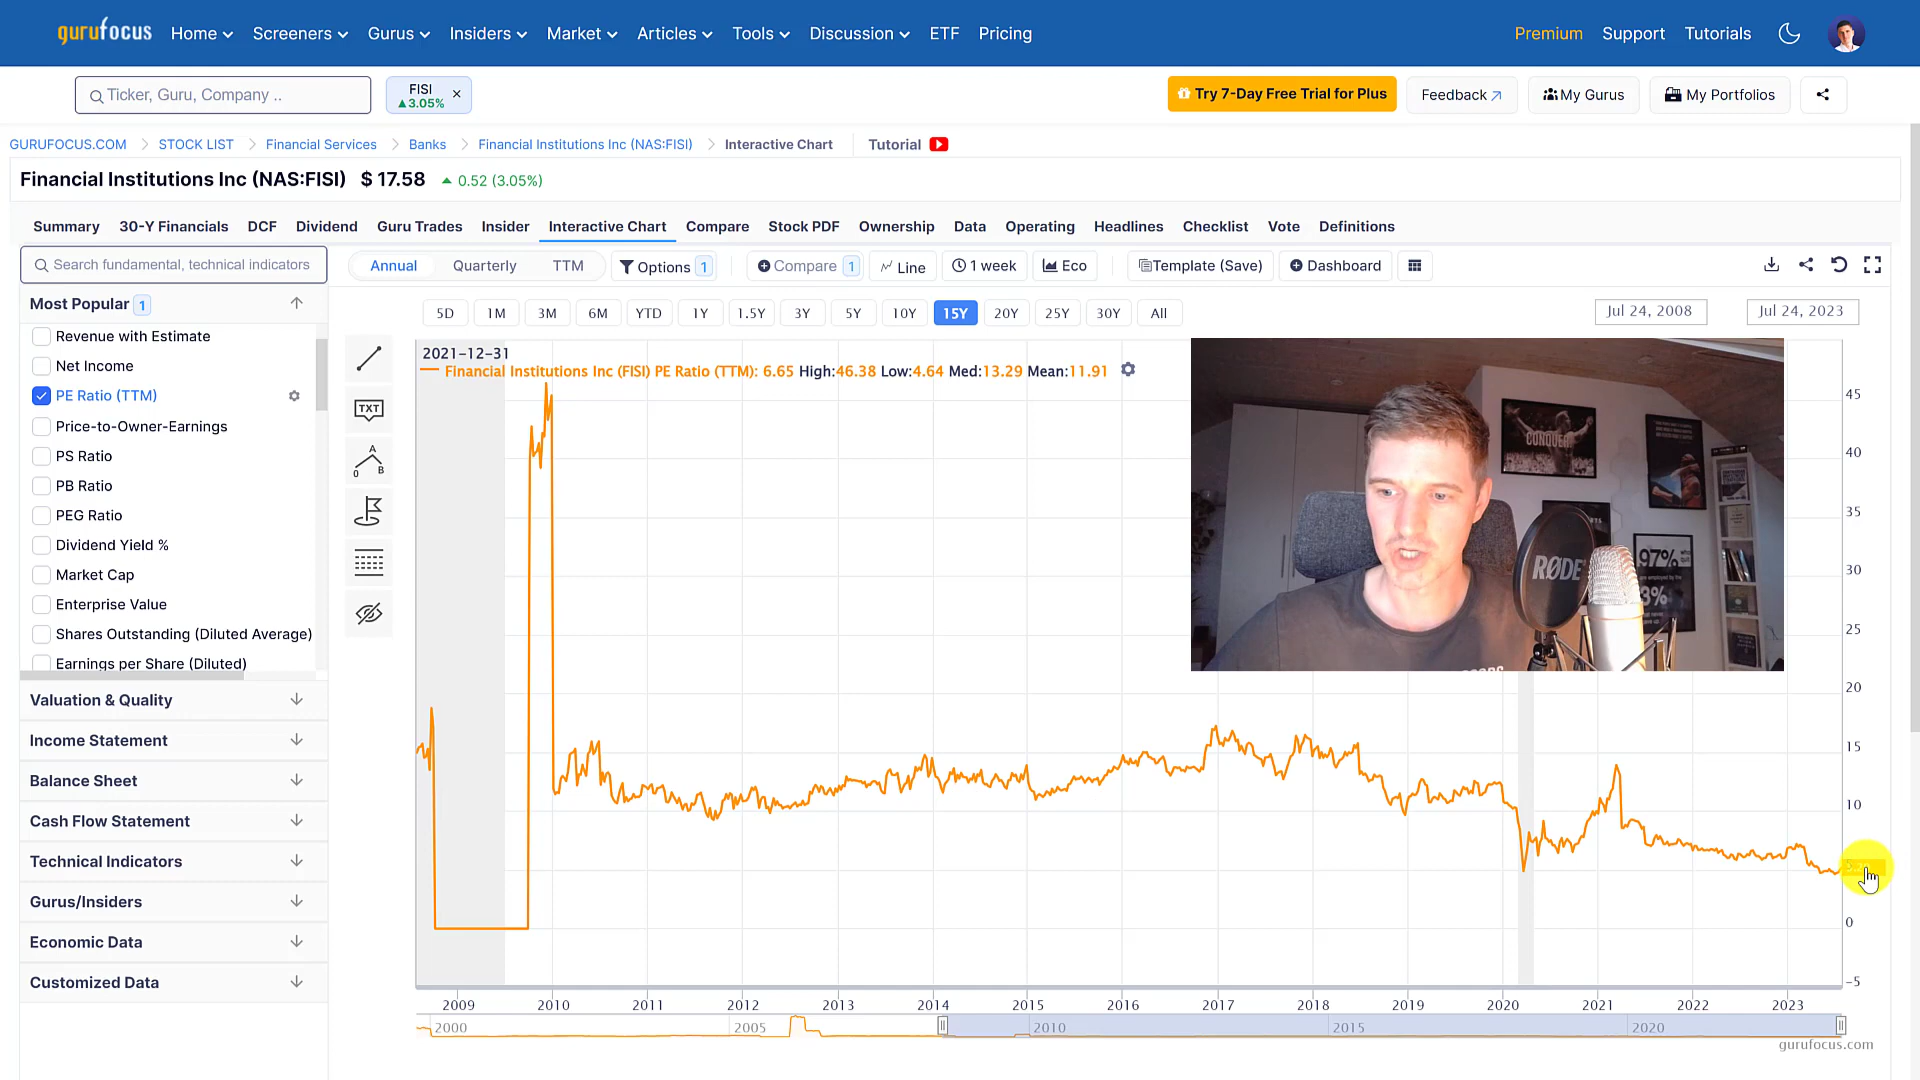 gurufocus Home Screeners Gurus Insiders Market Articles Tools Discussion ETF Pricing Premium Support Tutorials
Ticker, Guru, Company .. FISI ▲3.05% × Try 7-Day Free Trial for Plus Feedback My Gurus My Portfolios
GURUFOCUS.COM STOCK LIST Financial Services Banks Financial Institutions Inc (NAS:FISI) Interactive Chart Tutorial
Financial Institutions Inc (NAS:FISI) $ 17.58 0.52 (3.05%)
Summary 30-Y Financials DCF Dividend Guru Trades Insider Interactive Chart Compare Stock PDF Ownership Data Operating Headlines Checklist Vote Definitions
Search fundamental, technical indicators Annual Quarterly TTM Options 1 Compare 1 Line 1 week Eco Template (Save) Dashboard
Most Popular 1
5D 1M 3M 6M YTD 1Y 1.5Y 3Y 5Y 10Y 15Y 20Y 25Y 30Y All Jul 24, 2008 Jul 24, 2023
Revenue with Estimate
Net Income
PE Ratio (TTM)
Price-to-Owner-Earnings
PS Ratio
PB Ratio
PEG Ratio
Dividend Yield %
Market Cap
Enterprise Value
Shares Outstanding (Diluted Average)
Earnings per Share (Diluted)
Valuation & Quality
Income Statement
Balance Sheet
Cash Flow Statement
Technical Indicators
Gurus/Insiders
Economic Data
Customized Data
TXT
A
0 B
2021-12-31
Financial Institutions Inc (FISI) PE Ratio (TTM): 6.65 High:46.38 Low:4.64 Med:13.29 Mean:11.91
CONQUER
RØDE
97%
3%
45
40
35
30
25
20
15
10
0
-5
2009 2010 2011 2012 2013 2014 2015 2016 2017 2018 2019 2020 2021 2022 2023
2000 2005 2010 2015 2020
gurufocus.com